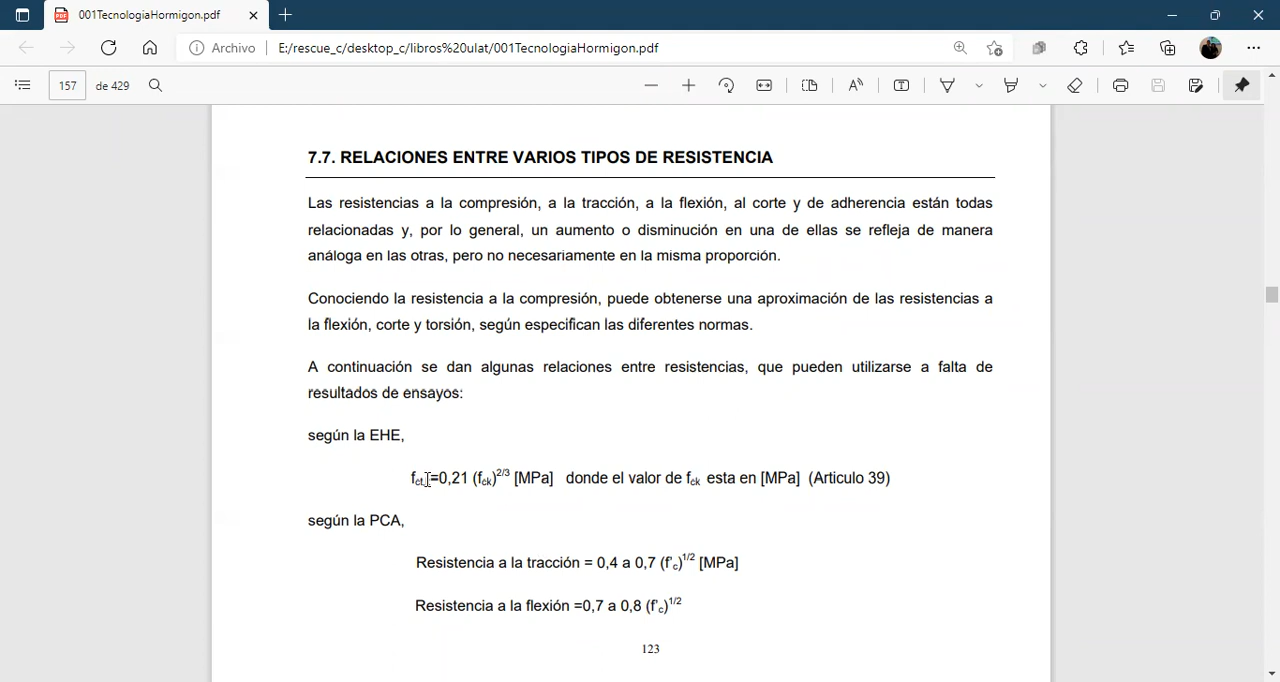 001TecnologiaHormigon.pdf
Archivo E:/rescue_c/desktop_c/libros%20ulat/001TecnologiaHormigon.pdf
157 de 429
7.7. RELACIONES ENTRE VARIOS TIPOS DE RESISTENCIA
Las resistencias a la compresión, a la tracción, a la flexión, al corte y de adherencia están todas
relacionadas y, por lo general, un aumento o disminución en una de ellas se refleja de manera
análoga en las otras, pero no necesariamente en la misma proporción.
Conociendo la resistencia a la compresión, puede obtenerse una aproximación de las resistencias a
la flexión, corte y torsión, según especifican las diferentes normas.
A continuación se dan algunas relaciones entre resistencias, que pueden utilizarse a falta de
resultados de ensayos:
según la EHE,
fct, =0,21 (fck)2/3 [MPa] donde el valor de fck esta en [MPa] (Articulo 39)
según la PCA,
Resistencia a la tracción = 0,4 a 0,7 (f'c)1/2 [MPa]
Resistencia a la flexión =0,7 a 0,8 (f'c)1/2
123